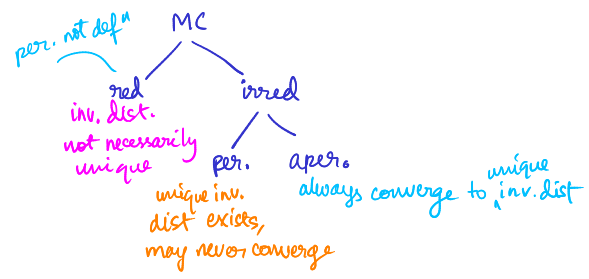 MC
per. not defⁿ
red
irred
inv. dist.
not necessarily
unique
per.
aper.
unique inv.
dist exists,
may never converge
always converge to unique inv. dist